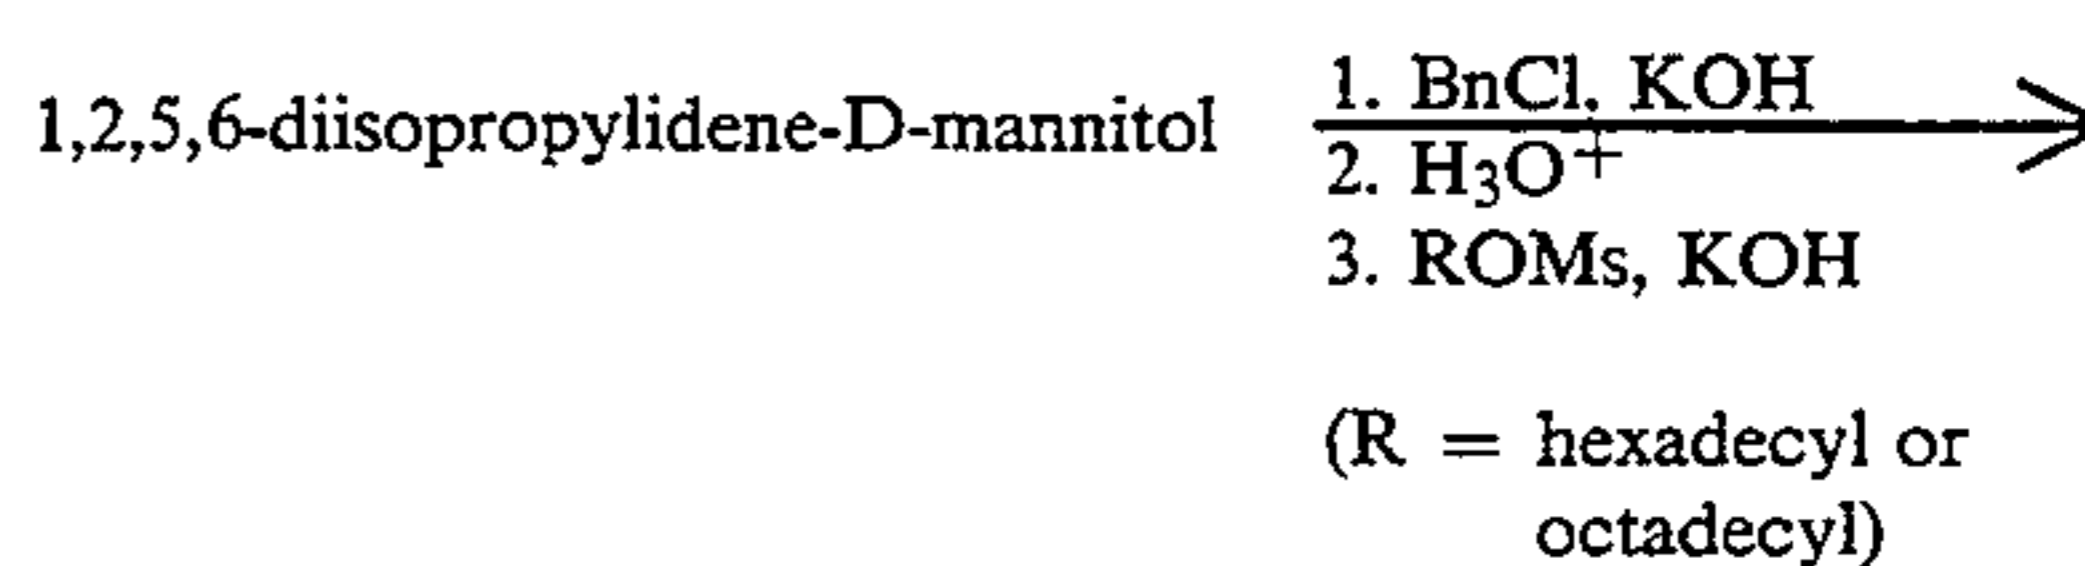 1,2,5,6-diisopropylidene-D-mannitol
1. BnCl, KOH
2. H₃O⁺
3. ROMs, KOH
(R = hexadecyl or
octadecyl)